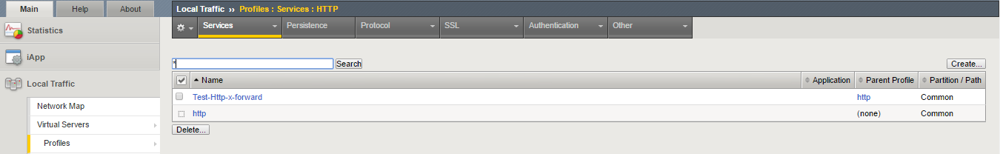 Main Help About
Local Traffic ›› Profiles : Services : HTTP
Services Persistence Protocol SSL Authentication Other
Statistics
iApp
Local Traffic
Network Map
Virtual Servers
Profiles
* Search Create...
Name Application Parent Profile Partition / Path
Test-Http-x-forward http Common
http (none) Common
Delete...